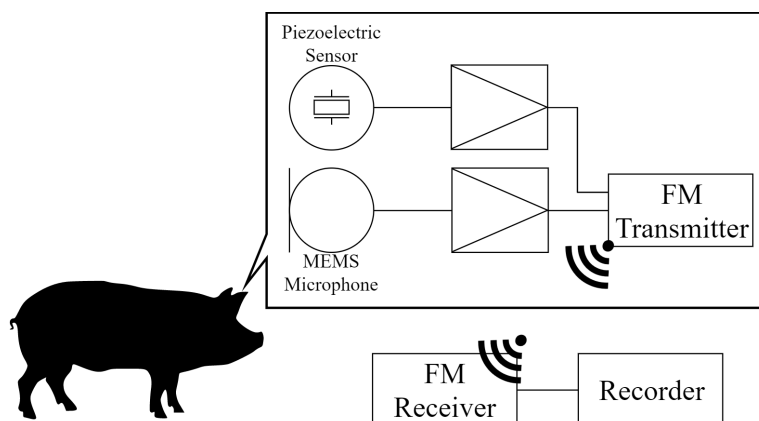 Piezoelectric
Sensor
FM
Transmitter
MEMS
Microphone
FM
Receiver
Recorder